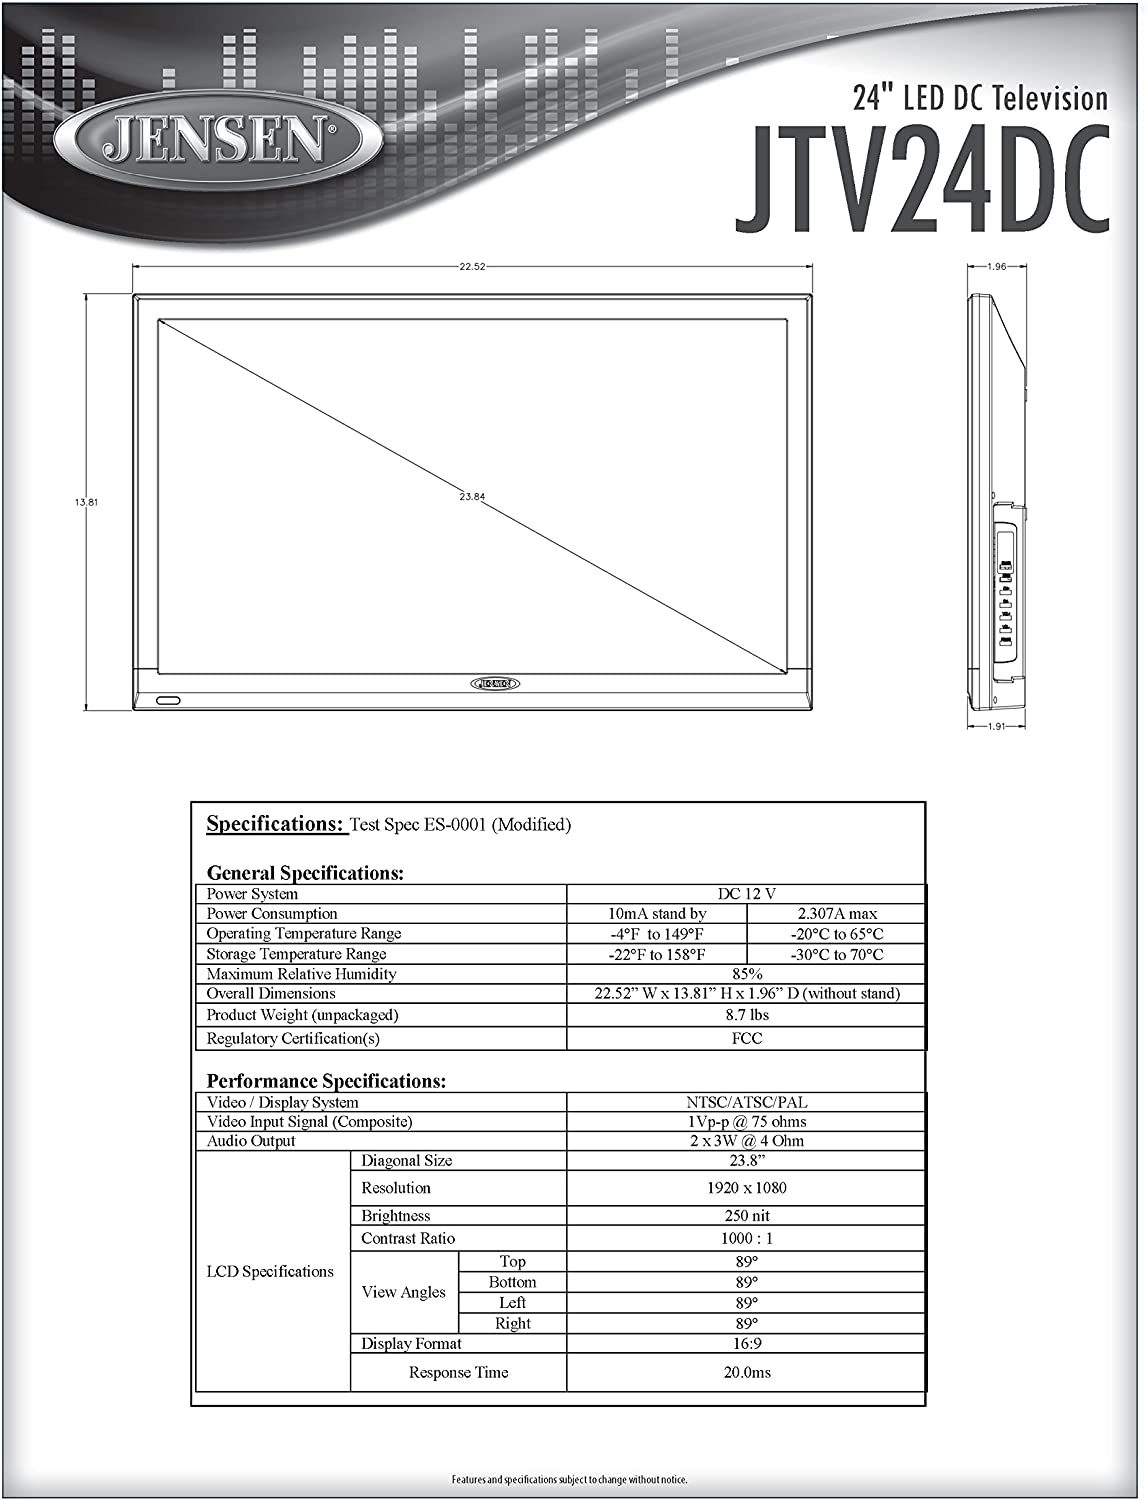 24" LED DC Television
JENSEN®
JTV24DC
22.52
1.96
13.81
23.84
JENSEN
1.91
Specifications: Test Spec ES-0001 (Modified)
General Specifications:
Power System DC 12 V
Power Consumption 10mA stand by 2.307A max
Operating Temperature Range -4°F to 149°F -20°C to 65°C
Storage Temperature Range -22°F to 158°F -30°C to 70°C
Maximum Relative Humidity 85%
Overall Dimensions 22.52” W x 13.81” H x 1.96” D (without stand)
Product Weight (unpackaged) 8.7 lbs
Regulatory Certification(s) FCC
Performance Specifications:
Video / Display System NTSC/ATSC/PAL
Video Input Signal (Composite) 1Vp-p @ 75 ohms
Audio Output 2 x 3W @ 4 Ohm
Diagonal Size 23.8”
Resolution 1920 x 1080
Brightness 250 nit
Contrast Ratio 1000 : 1
Top 89°
LCD Specifications
View Angles
Bottom 89°
Left 89°
Right 89°
Display Format 16:9
Response Time 20.0ms
Features and specifications subject to change without notice.